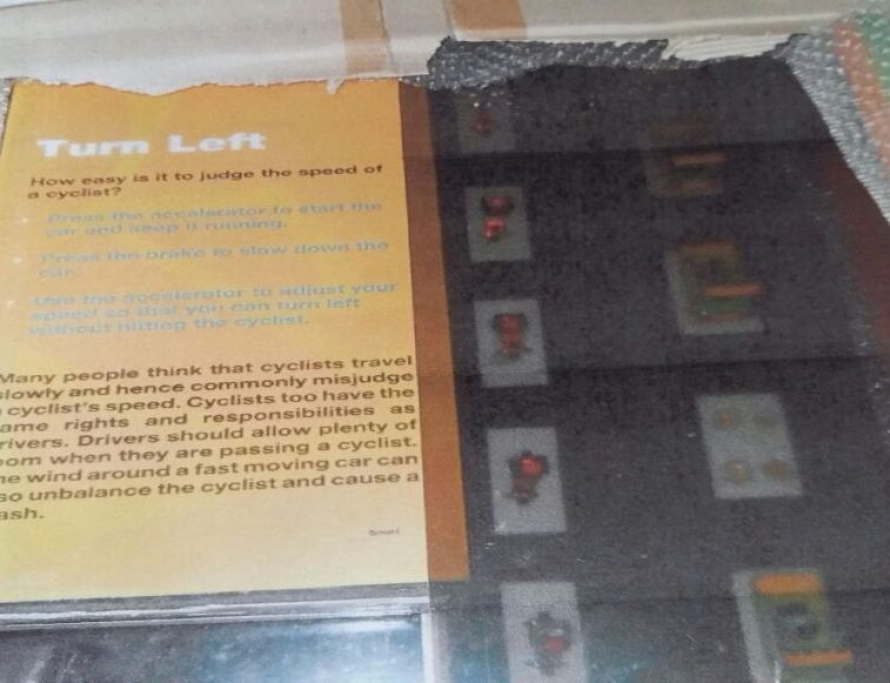 Turn Left
How easy is it to judge the speed of
a cyclist?
Press the accelerator to start the
car and keep it running.
Press the brake to slow down the
car.
Use the accelerator to adjust your
speed so that you can turn left
without hitting the cyclist.
Many people think that cyclists travel
slowly and hence commonly misjudge
cyclist's speed. Cyclists too have the
ame rights and responsibilities as
rivers. Drivers should allow plenty of
oom when they are passing a cyclist.
he wind around a fast moving car can
so unbalance the cyclist and cause a
ash.